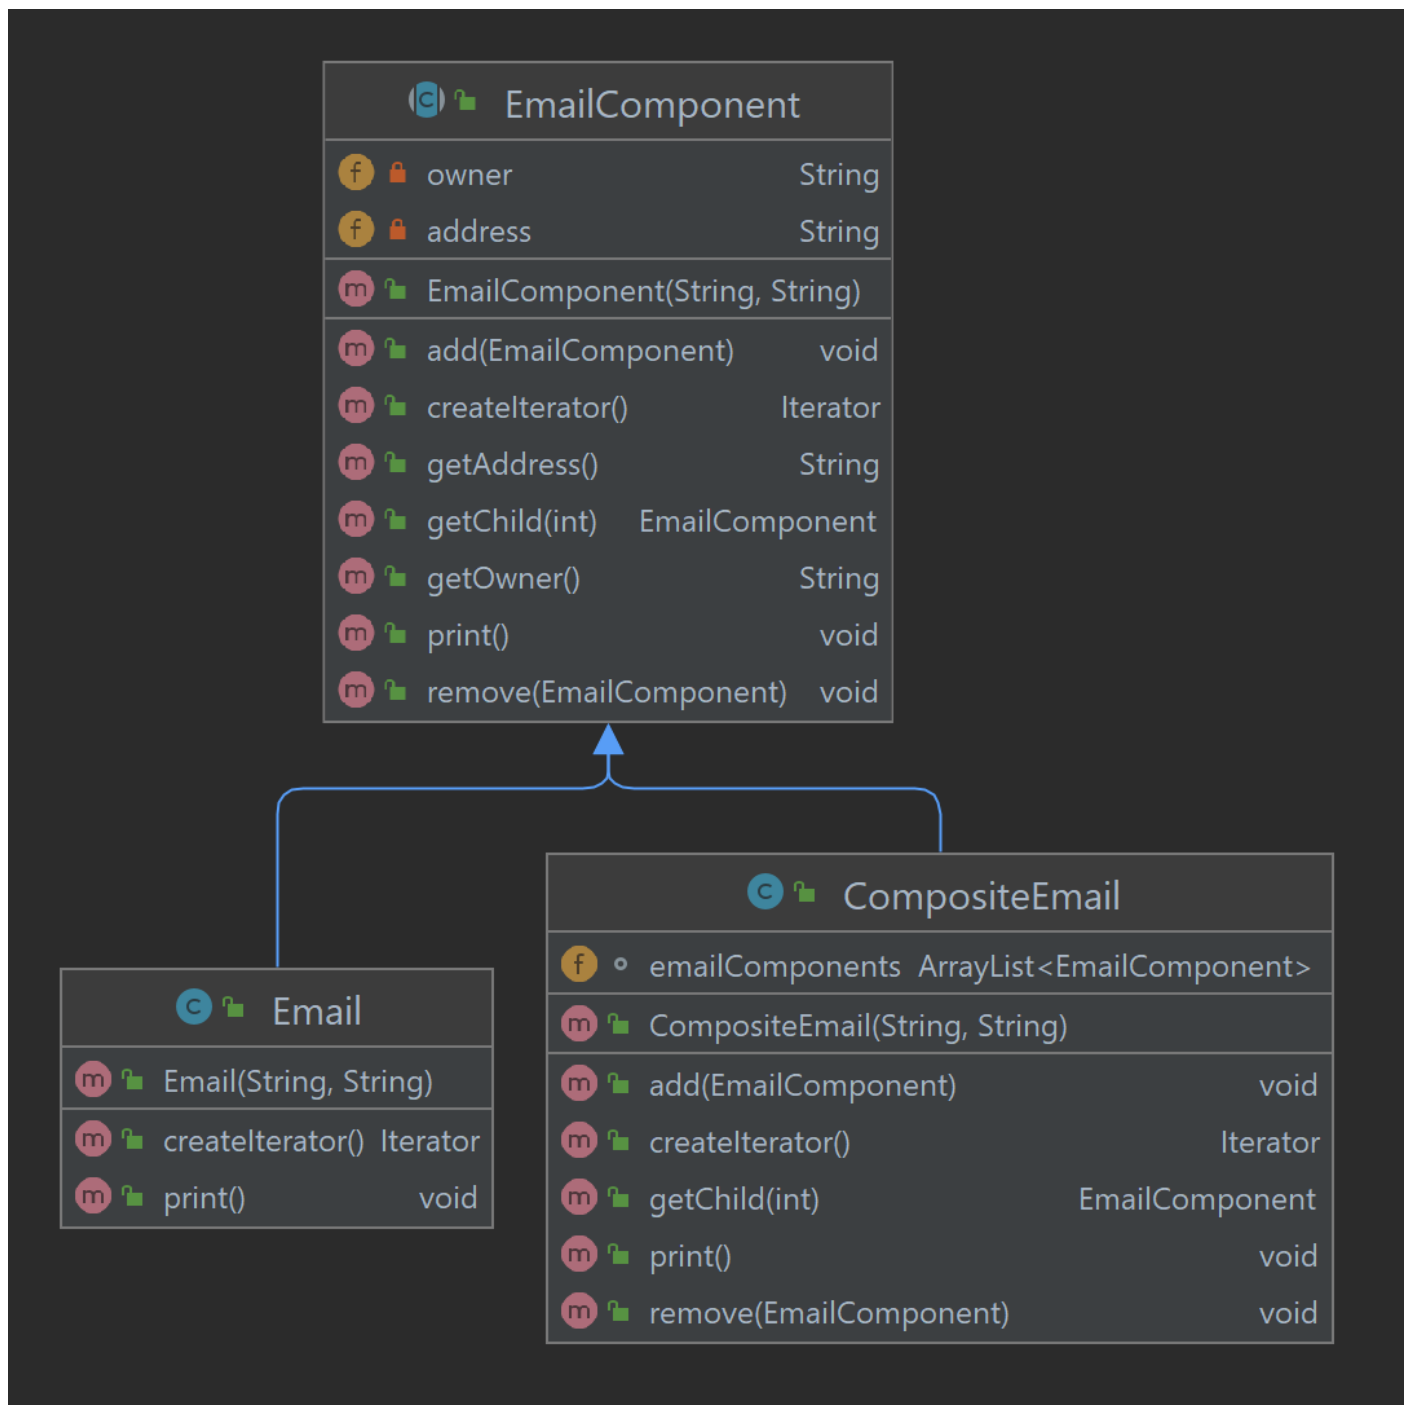 EmailComponent
owner String
address String
EmailComponent(String, String)
add(EmailComponent) void
createIterator() Iterator
getAddress() String
getChild(int) EmailComponent
getOwner() String
print() void
remove(EmailComponent) void
Email
Email(String, String)
createIterator() Iterator
print() void
CompositeEmail
emailComponents ArrayList<EmailComponent>
CompositeEmail(String, String)
add(EmailComponent) void
createIterator() Iterator
getChild(int) EmailComponent
print() void
remove(EmailComponent) void